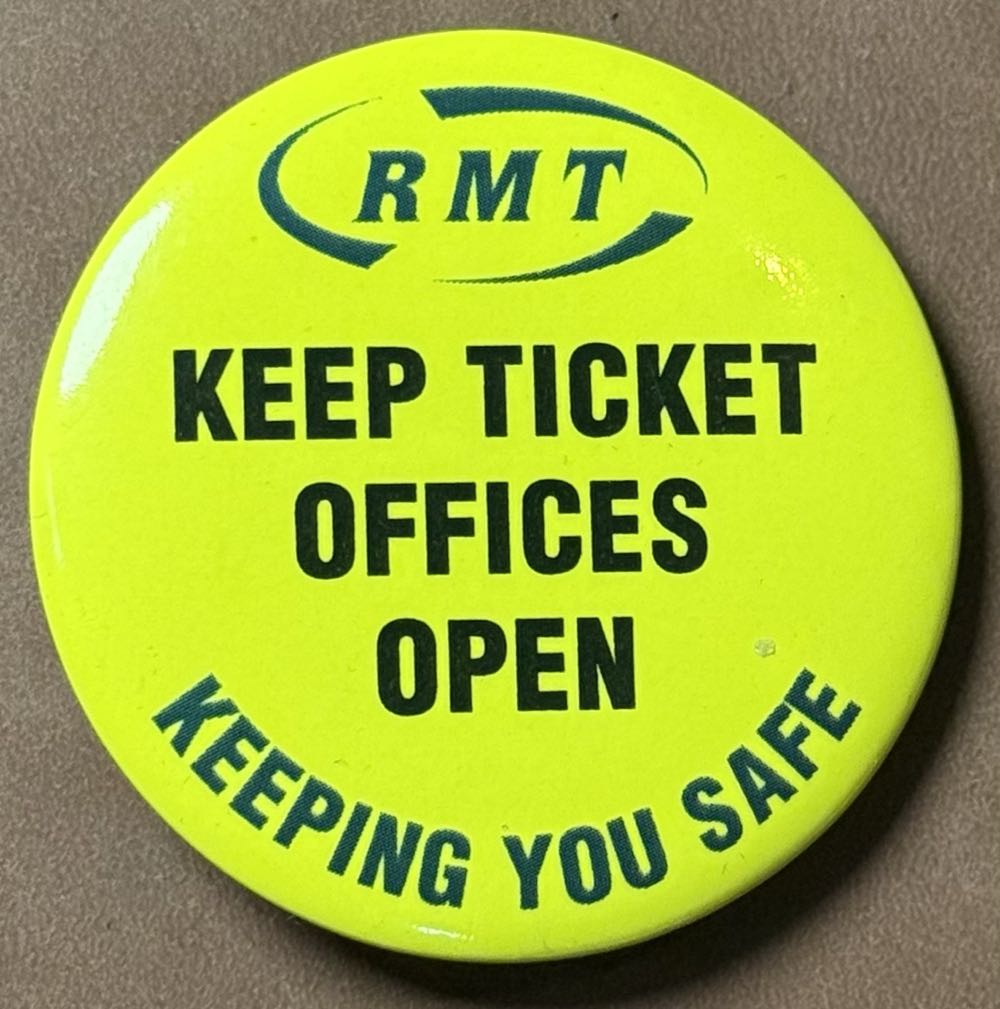 RMT
KEEP TICKET
OFFICES
OPEN
KEEPING YOU SAFE